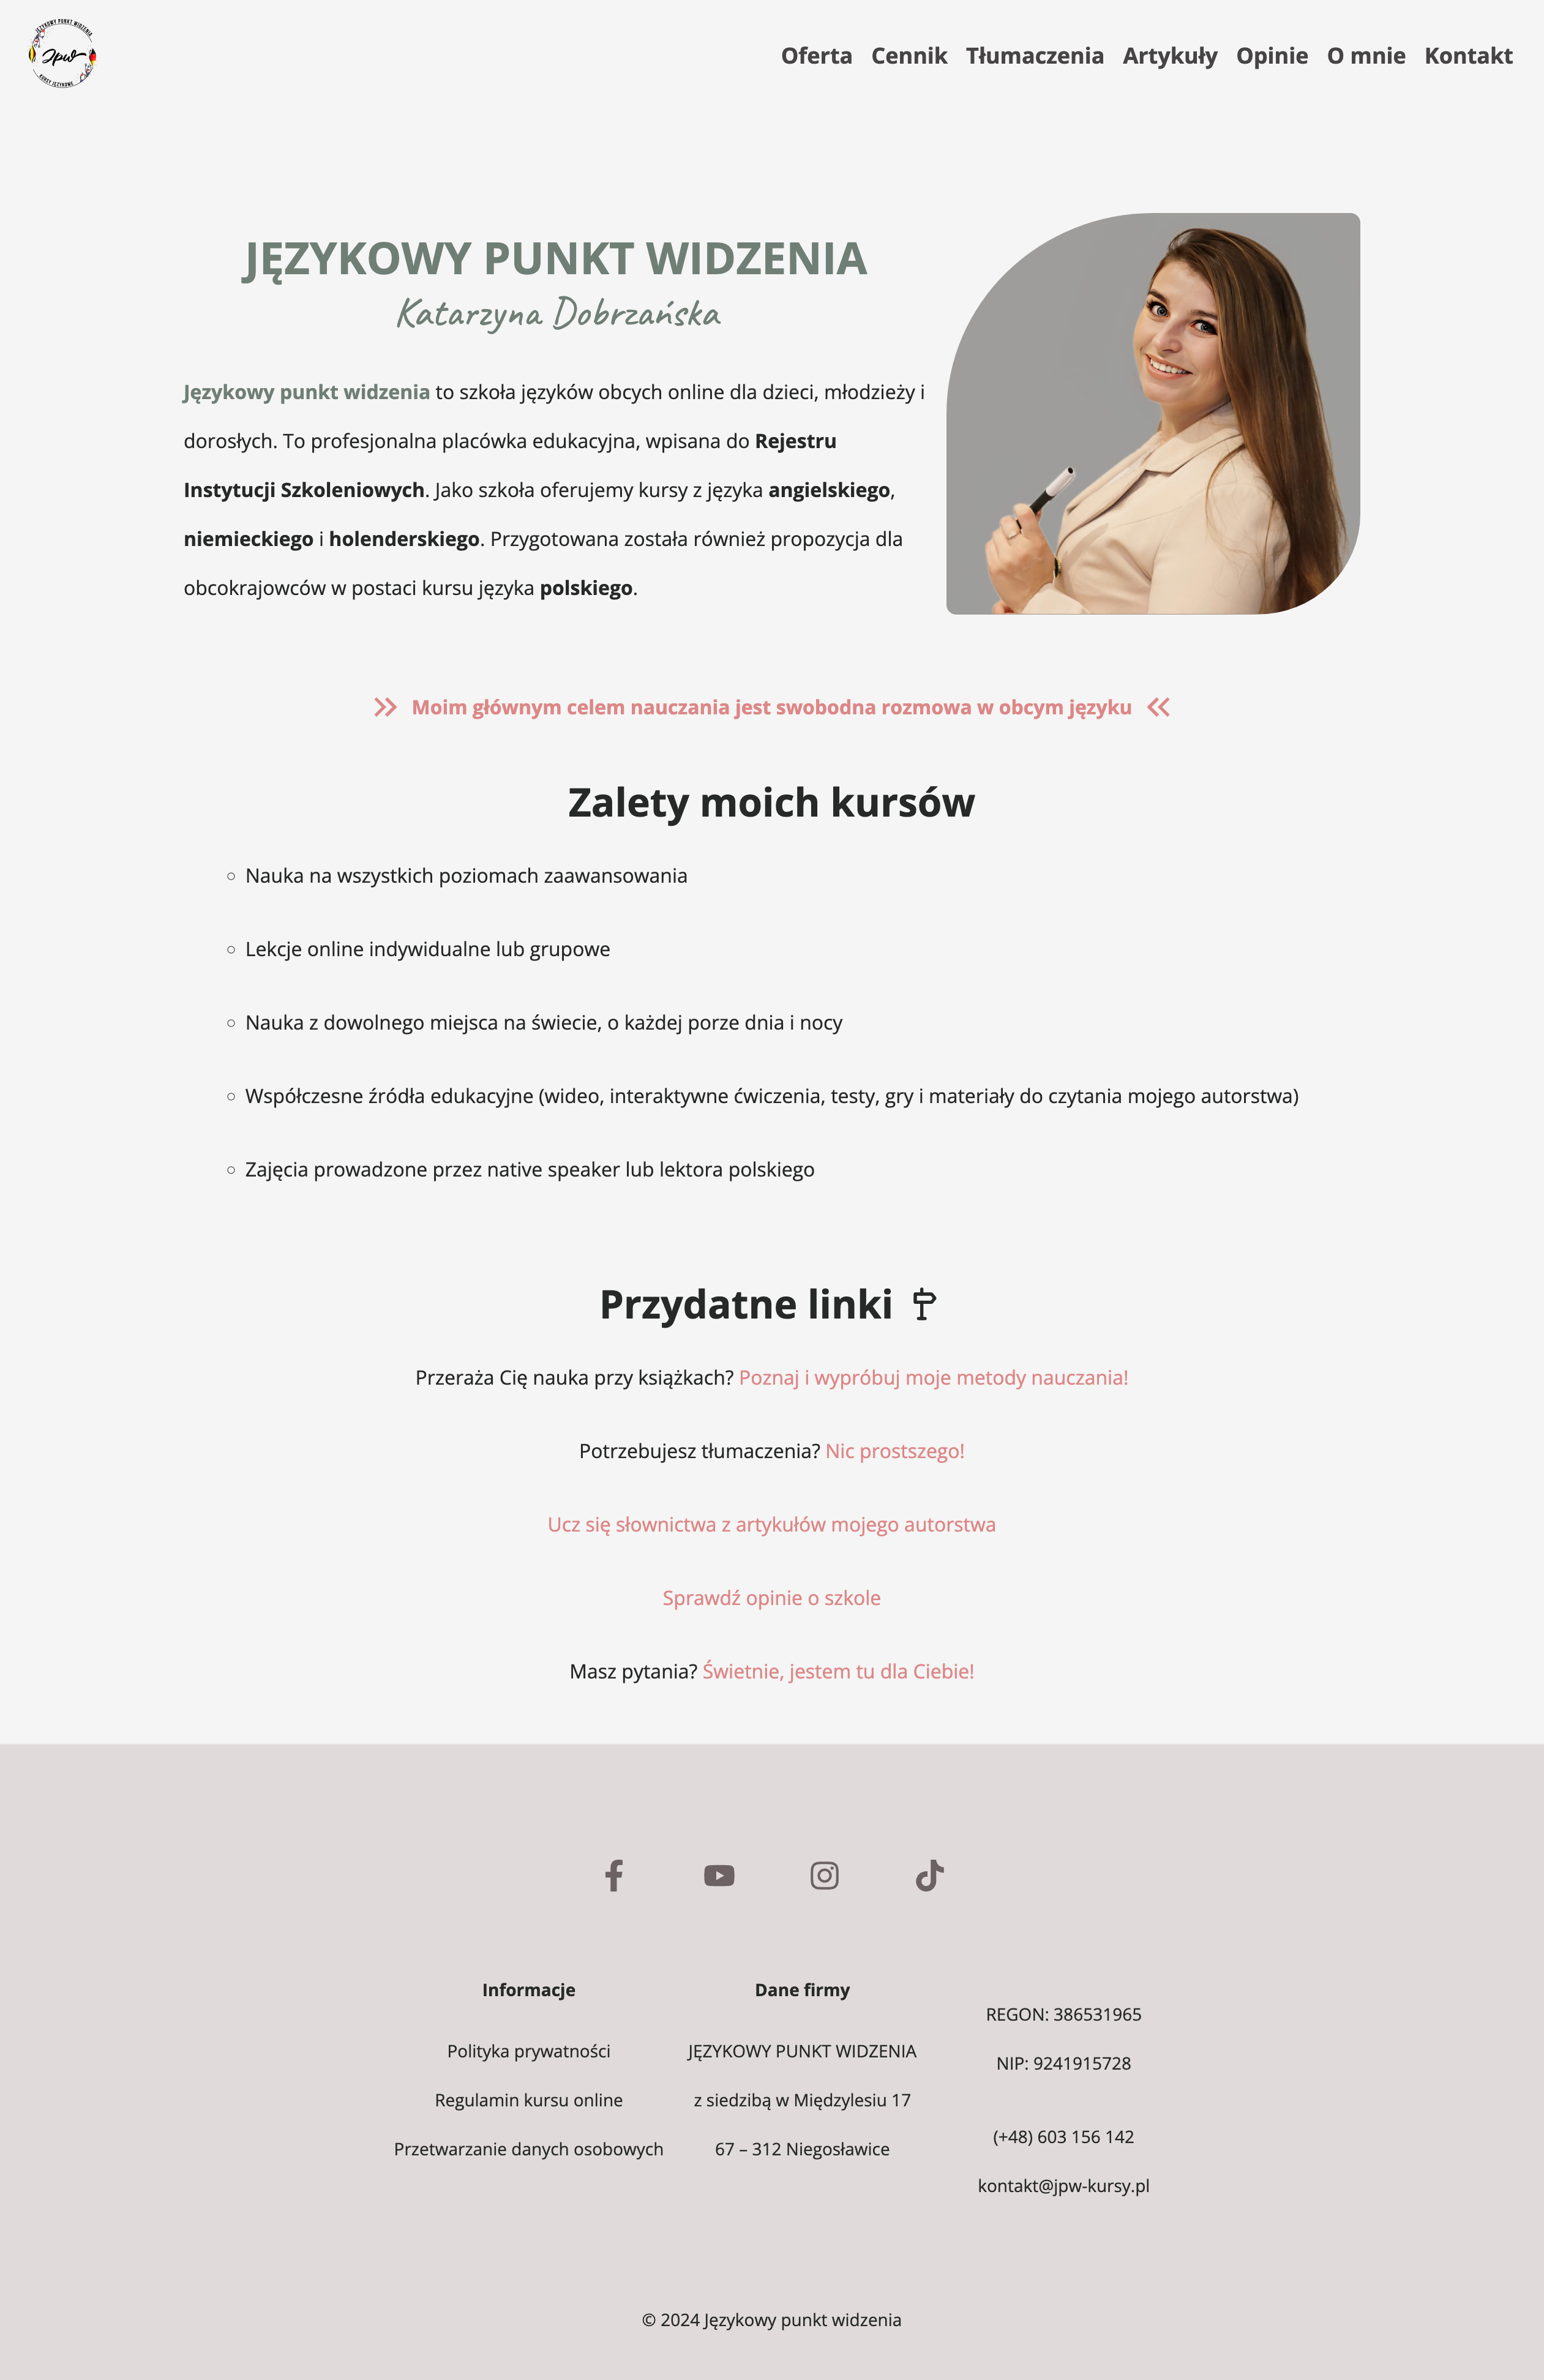 JĘZYKOWY PUNKT WIDZENIA
Jpw
KURSY JĘZYKOWE
Oferta Cennik Tłumaczenia Artykuły Opinie O mnie Kontakt
JĘZYKOWY PUNKT WIDZENIA
Katarzyna Dobrzańska
Językowy punkt widzenia to szkoła języków obcych online dla dzieci, młodzieży i
dorosłych. To profesjonalna placówka edukacyjna, wpisana do Rejestru
Instytucji Szkoleniowych. Jako szkoła oferujemy kursy z języka angielskiego,
niemieckiego i holenderskiego. Przygotowana została również propozycja dla
obcokrajowców w postaci kursu języka polskiego.
Moim głównym celem nauczania jest swobodna rozmowa w obcym języku
Zalety moich kursów
Nauka na wszystkich poziomach zaawansowania
Lekcje online indywidualne lub grupowe
Nauka z dowolnego miejsca na świecie, o każdej porze dnia i nocy
Współczesne źródła edukacyjne (wideo, interaktywne ćwiczenia, testy, gry i materiały do czytania mojego autorstwa)
Zajęcia prowadzone przez native speaker lub lektora polskiego
Przydatne linki
Przeraża Cię nauka przy książkach? Poznaj i wypróbuj moje metody nauczania!
Potrzebujesz tłumaczenia? Nic prostszego!
Ucz się słownictwa z artykułów mojego autorstwa
Sprawdź opinie o szkole
Masz pytania? Świetnie, jestem tu dla Ciebie!
Informacje
Polityka prywatności
Regulamin kursu online
Przetwarzanie danych osobowych
Dane firmy
JĘZYKOWY PUNKT WIDZENIA
z siedzibą w Międzylesiu 17
67 – 312 Niegosławice
REGON: 386531965
NIP: 9241915728
(+48) 603 156 142
kontakt@jpw-kursy.pl
© 2024 Językowy punkt widzenia